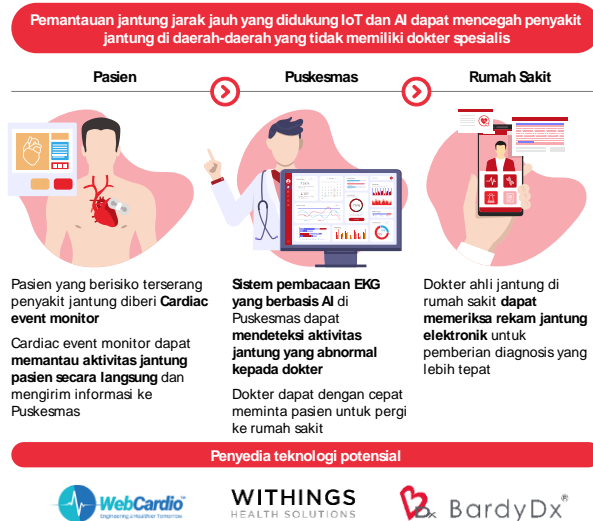 Pemantauan jantung jarak jauh yang didukung IoT dan AI dapat mencegah penyakit
jantung di daerah-daerah yang tidak memiliki dokter spesialis
Pasien
Puskesmas
Rumah Sakit
Pasien yang berisiko terserang
penyakit jantung diberi Cardiac
event monitor
Cardiac event monitor dapat
memantau aktivitas jantung
pasien secara langsung dan
mengirim informasi ke
Puskesmas
Sistem pembacaan EKG
yang berbasis AI di
Puskesmas dapat
mendeteksi aktivitas
jantung yang abnormal
kepada dokter
Dokter dapat dengan cepat
meminta pasien untuk pergi
ke rumah sakit
Dokter ahli jantung di
rumah sakit dapat
memeriksa rekam jantung
elektronik untuk
pemberian diagnosis yang
lebih tepat
Penyedia teknologi potensial
WebCardio™
Engineering a Healthier Tomorrow
WITHINGS
HEALTH SOLUTIONS
Dx BardyDx®